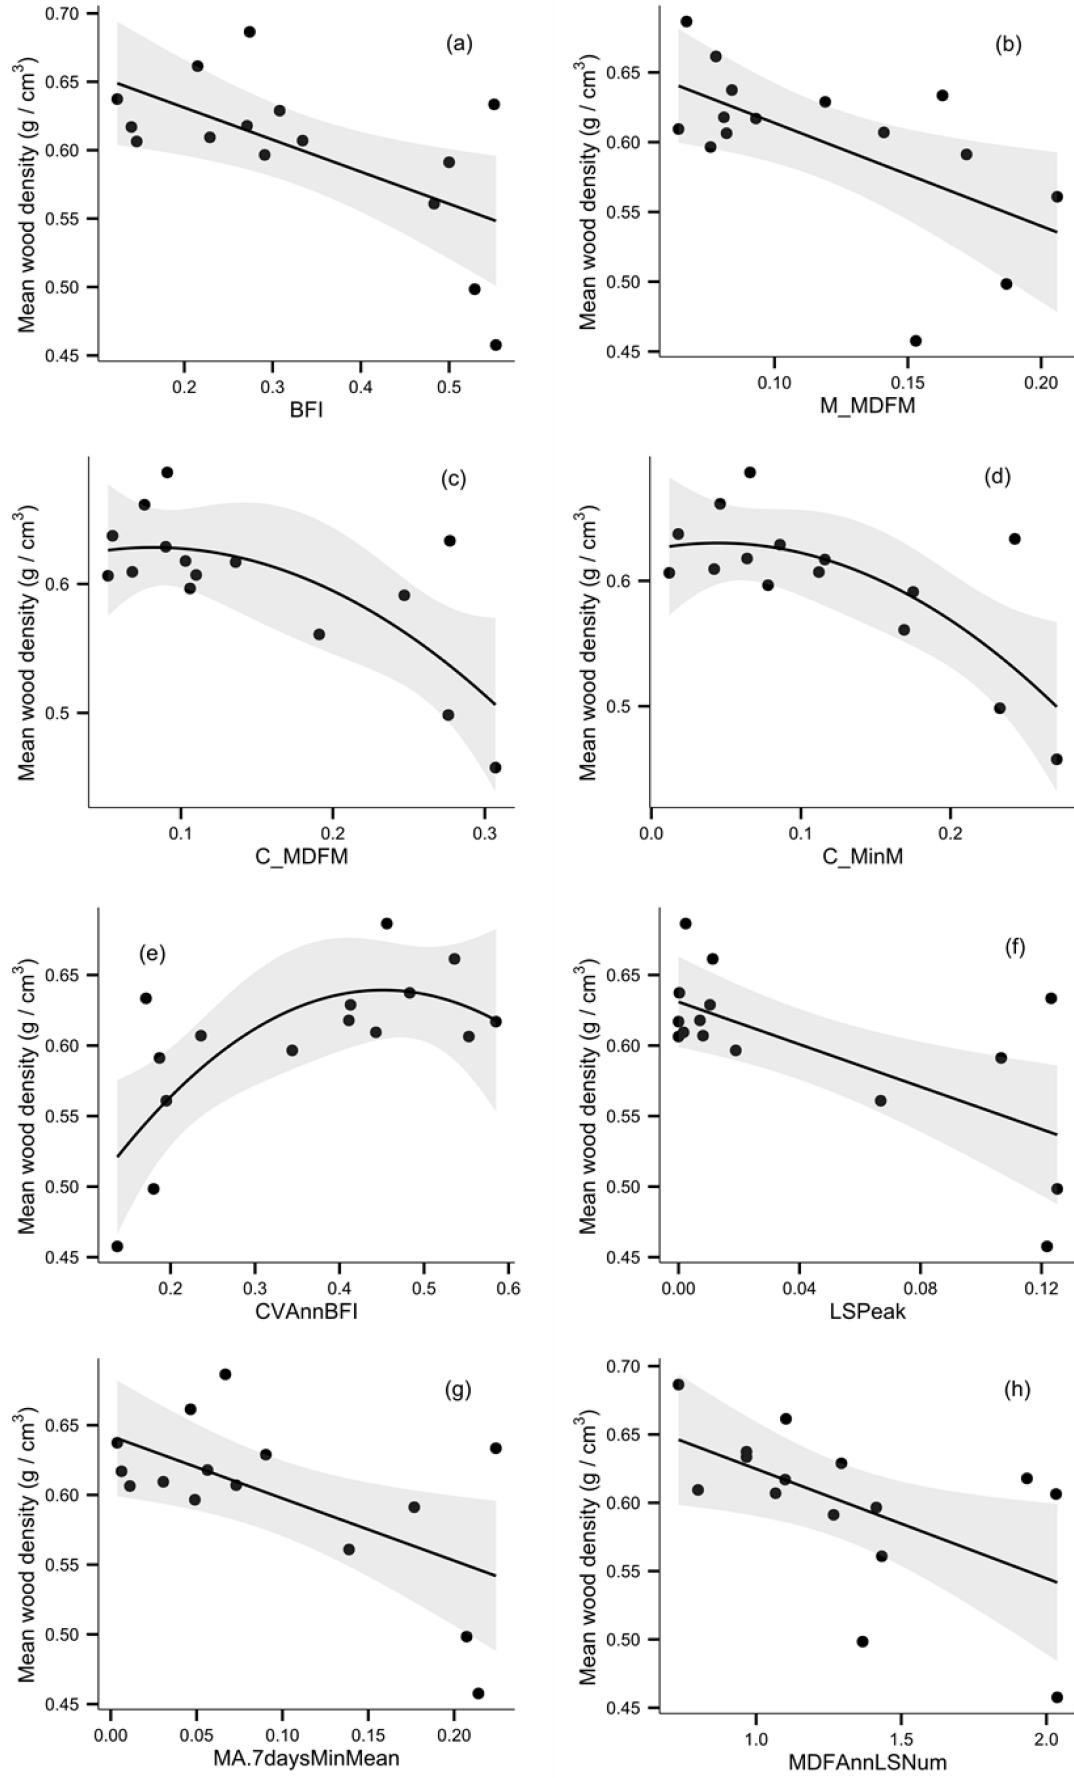 0.70
0.65
0.60
0.55
0.50
0.45
Mean wood density (g / cm³)
(a)
0.2 0.3 0.4 0.5
BFI
0.65
0.60
0.55
0.50
0.45
Mean wood density (g / cm³)
(b)
0.10 0.15 0.20
M_MDFM
0.6
0.5
Mean wood density (g / cm³)
(c)
0.1 0.2 0.3
C_MDFM
0.6
0.5
Mean wood density (g / cm³)
(d)
0.0 0.1 0.2
C_MinM
0.65
0.60
0.55
0.50
0.45
Mean wood density (g / cm³)
(e)
0.2 0.3 0.4 0.5 0.6
CVAnnBFI
0.65
0.60
0.55
0.50
0.45
Mean wood density (g / cm³)
(f)
0.00 0.04 0.08 0.12
LSPeak
0.65
0.60
0.55
0.50
0.45
Mean wood density (g / cm³)
(g)
0.00 0.05 0.10 0.15 0.20
MA.7daysMinMean
0.70
0.65
0.60
0.55
0.50
0.45
Mean wood density (g / cm³)
(h)
1.0 1.5 2.0
MDFAnnLSNum